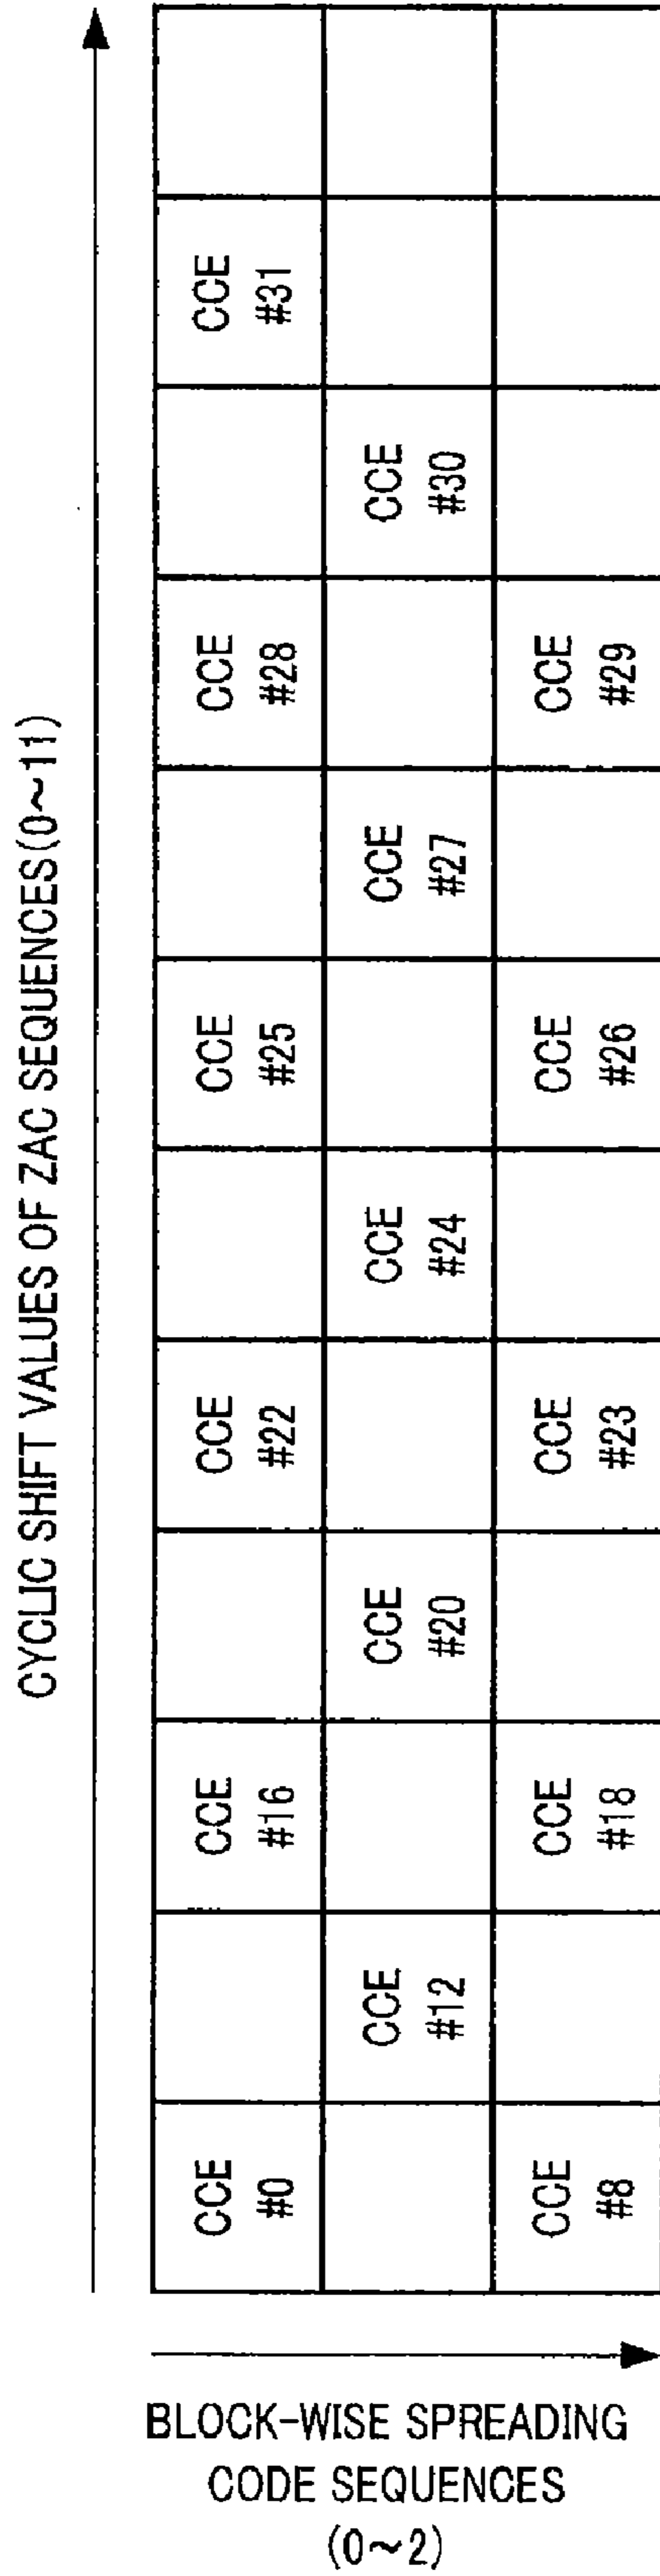 CYCLIC SHIFT VALUES OF ZAC SEQUENCES(0~11)
BLOCK-WISE SPREADING
CODE SEQUENCES
(0~2)
CCE
#0
CCE
#16
CCE
#22
CCE
#25
CCE
#28
CCE
#31
CCE
#12
CCE
#20
CCE
#24
CCE
#27
CCE
#30
CCE
#8
CCE
#18
CCE
#23
CCE
#26
CCE
#29